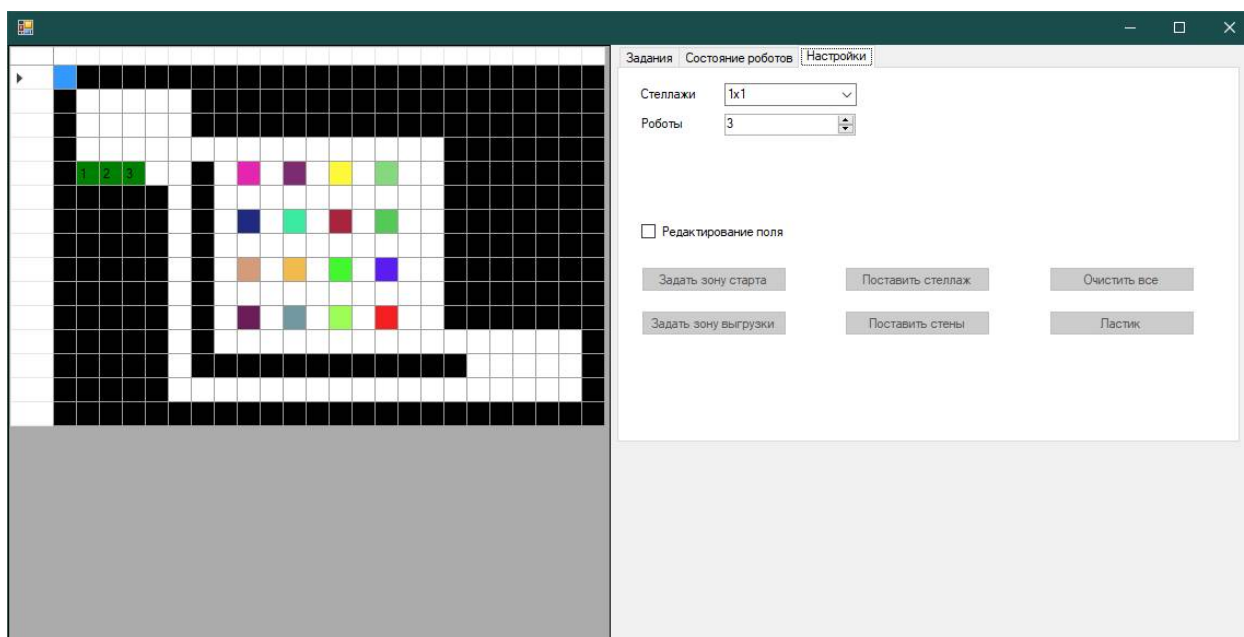 Задания Состояние роботов Настройки
Стеллажи 1x1
Роботы 3
1 2 3
Редактирование поля
Задать зону старта Поставить стеллаж Очистить все
Задать зону выгрузки Поставить стены Ластик